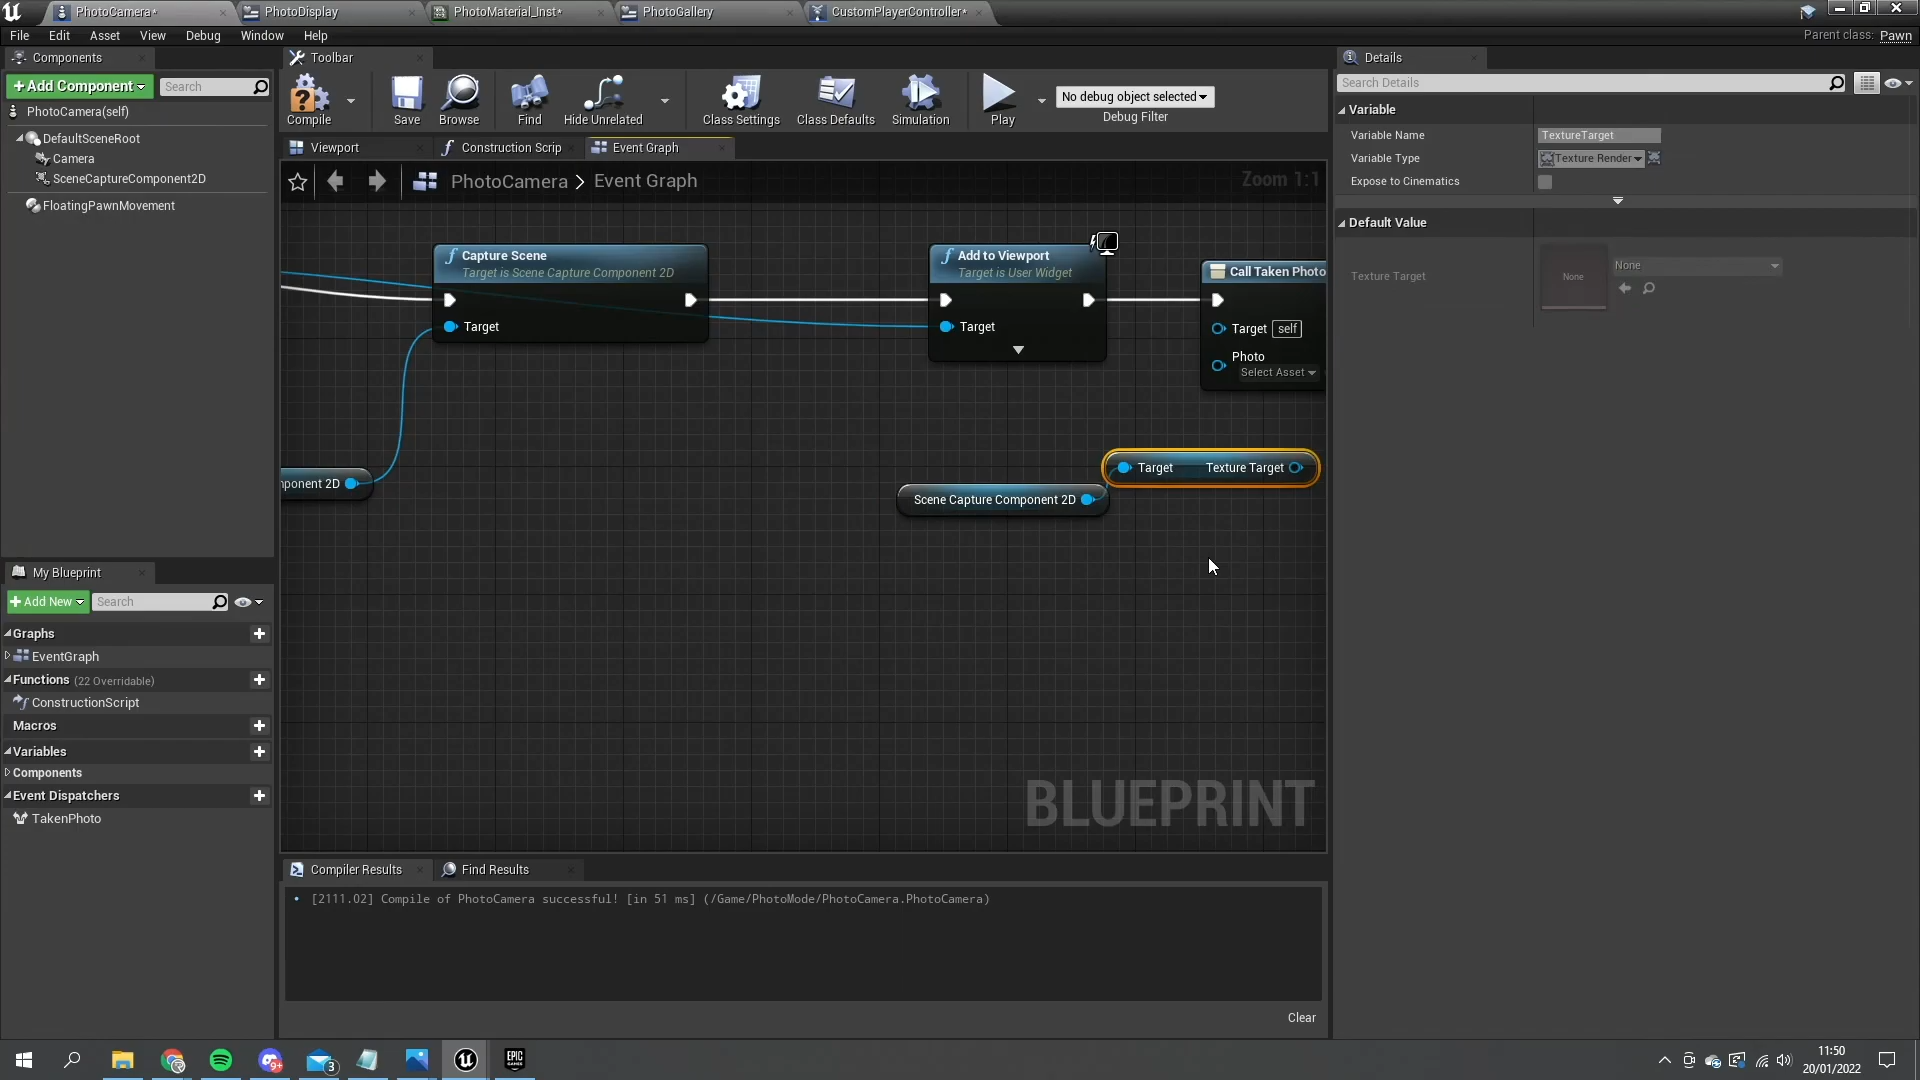 PhotoCamera*
PhotoDisplay
PhotoMaterial_Inst*
PhotoGallery
CustomPlayerController*
File
Edit
Asset
View
Debug
Window
Help
Parent class: Pawn
Components
Toolbar
Details
+Add Component
Search
PhotoCamera(self)
DefaultSceneRoot
Camera
SceneCaptureComponent2D
FloatingPawnMovement
Compile
Save
Browse
Find
Hide Unrelated
Class Settings
Class Defaults
Simulation
Play
No debug object selected
Debug Filter
Viewport
Construction Scrip
Event Graph
PhotoCamera > Event Graph
Zoom 1:1
Capture Scene
Target is Scene Capture Component 2D
Target
Add to Viewport
Target is User Widget
Target
Call Taken Photo
Target self
Photo
Select Asset
ponent 2D
Scene Capture Component 2D
Target Texture Target
BLUEPRINT
Search Details
Variable
Variable Name TextureTarget
Variable Type Texture Render
Expose to Cinematics
Default Value
Texture Target
None
None
My Blueprint
+Add New
Search
Graphs
EventGraph
Functions (22 Overridable)
ConstructionScript
Macros
Variables
Components
Event Dispatchers
TakenPhoto
Compiler Results
Find Results
[2111.02] Compile of PhotoCamera successful! [in 51 ms] (/Game/PhotoMode/PhotoCamera.PhotoCamera)
Clear
9+
3
EPIC
GAMES
11:50
20/01/2022